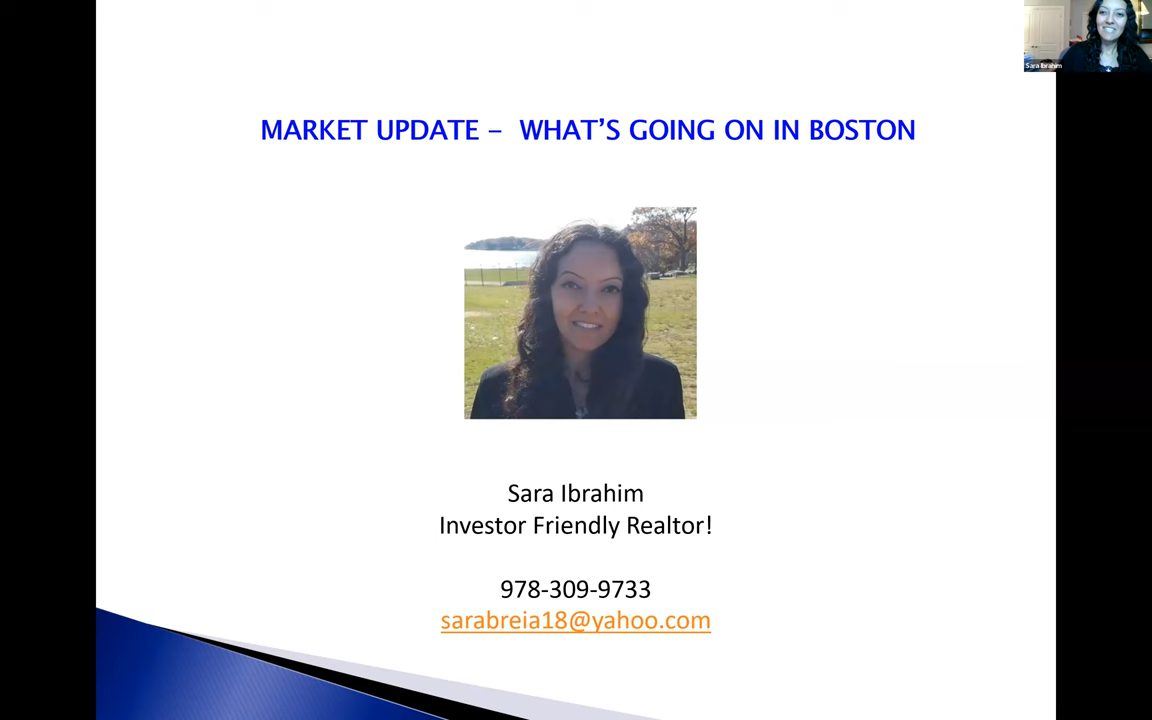 Sara Ibrahim
MARKET UPDATE – WHAT'S GOING ON IN BOSTON
Sara Ibrahim
Investor Friendly Realtor!
978-309-9733
sarabreia18@yahoo.com